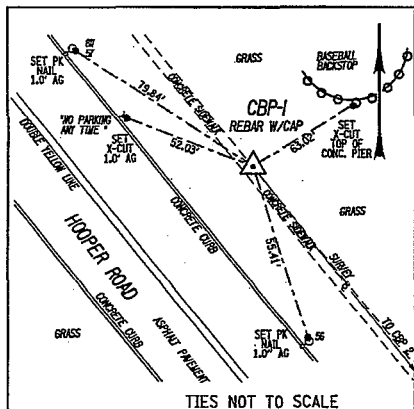 GRASS
BASEBALL
BACKSTOP
SET PK
NAIL
1.0' AG
79.84'
CONCRETE SIDEWALK
CBP-1
REBAR W/CAP
"NO PARKING
ANY TIME"
SET
X-CUT
1.0' AG
52.03'
63.02'
SET
X-CUT
TOP OF
CONC. PIER
DOUBLE YELLOW LINE
HOOPER ROAD
CONCRETE CURB
CONCRETE SIDEWALK
GRASS
55.41'
SURVEY
TO CBP 2
CONCRETE CURB
GRASS
ASPHALT PAVEMENT
SET PK
NAIL
1.0" AG
56
TIES NOT TO SCALE